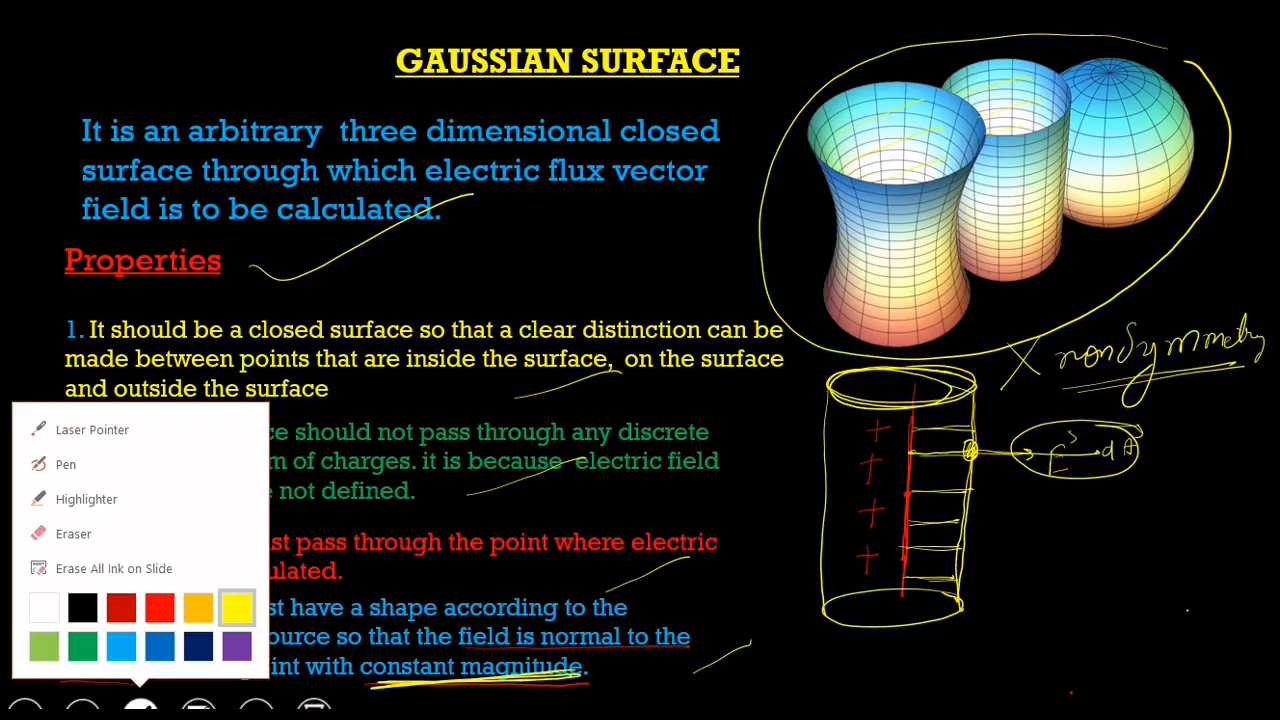 GAUSSIAN SURFACE
It is an arbitrary three dimensional closed
surface through which electric flux vector
field is to be calculated.
Properties
1. It should be a closed surface so that a clear distinction can be
made between points that are inside the surface, on the surface
and outside the surface
ce should not pass through any discrete
m of charges. it is because electric field
e not defined.
st pass through the point where electric
ulated.
st have a shape according to the
ource so that the field is normal to the
int with constant magnitude.
Laser Pointer
Pen
Highlighter
Eraser
Erase All Ink on Slide
X nonsymmetry
+
+
+
+
E dA